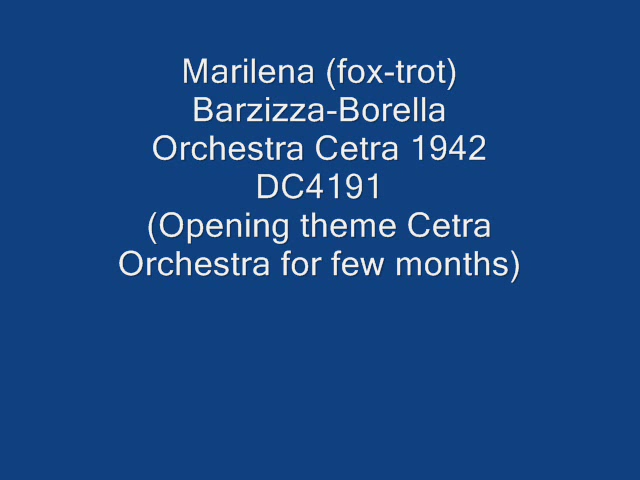 Marilena (fox-trot)
Barzizza-Borella
Orchestra Cetra 1942
DC4191
(Opening theme Cetra
Orchestra for few months)